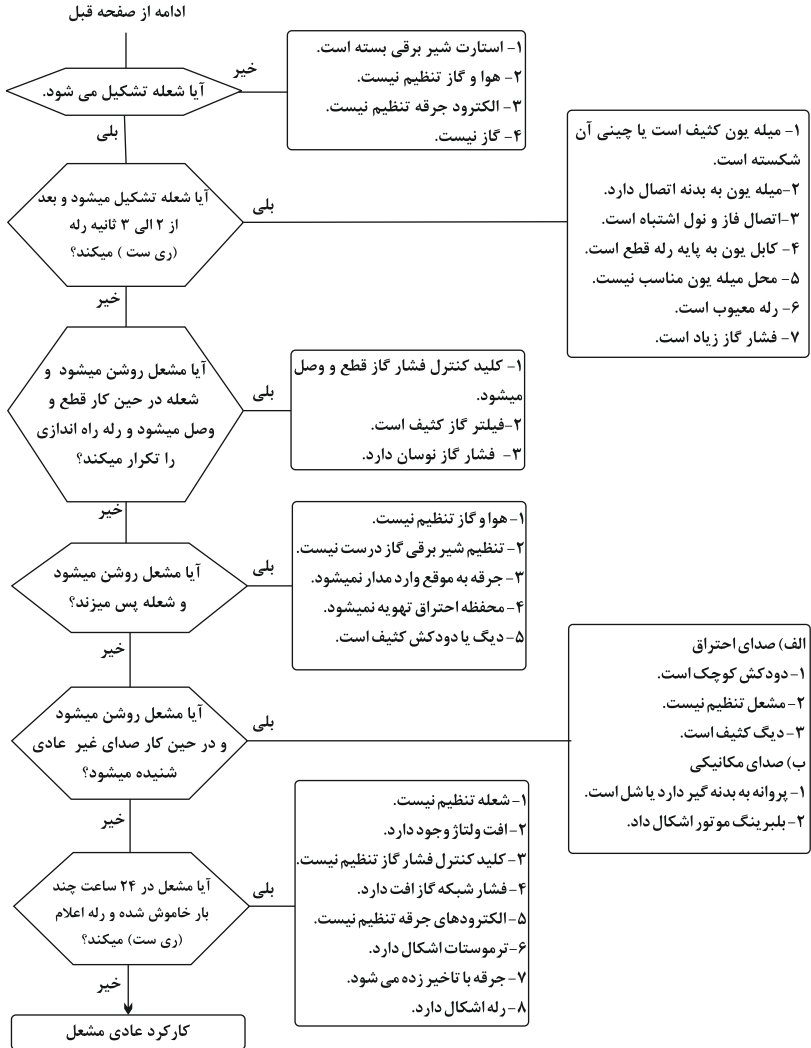 ادامه از صفحه قبل
آیا شعله تشکیل می شود.
خیر
۱- استارت شیر برقی بسته است.
۲- هوا و گاز تنظیم نیست.
۳- الکترود جرقه تنظیم نیست.
۴- گاز نیست.
بلی
آیا شعله تشکیل میشود و بعد
از ۲ الی ۳ ثانیه رله
(ری ست ) میکند؟
بلی
۱- میله یون کثیف است یا چینی آن
شکسته است.
۲-میله یون به بدنه اتصال دارد.
۳-اتصال فاز و نول اشتباه است.
۴- کابل یون به پایه رله قطع است.
۵- محل میله یون مناسب نیست.
۶- رله معیوب است.
۷- فشار گاز زیاد است.
خیر
آیا مشعل روشن میشود و
شعله در حین کار قطع و
وصل میشود و رله راه اندازی
را تکرار میکند؟
بلی
۱- کلید کنترل فشار گاز قطع و وصل
میشود.
۲-فیلتر گاز کثیف است.
۳- فشار گاز نوسان دارد.
خیر
آیا مشعل روشن میشود
و شعله پس میزند؟
بلی
۱-هوا و گاز تنظیم نیست.
۲- تنظیم شیر برقی گاز درست نیست.
۳-جرقه به موقع وارد مدار نمیشود.
۴-محفظه احتراق تهویه نمیشود.
۵-دیگ یا دودکش کثیف است.
خیر
آیا مشعل روشن میشود
و در حین کار صدای غیر عادی
شنیده میشود؟
بلی
الف) صدای احتراق
۱-دودکش کوچک است.
۲- مشعل تنظیم نیست.
۳- دیگ کثیف است.
ب) صدای مکانیکی
۱- پروانه به بدنه گیر دارد یا شل است.
۲- بلبرینگ موتور اشکال داد.
خیر
آیا مشعل در ۲۴ ساعت چند
بار خاموش شده و رله اعلام
(ری ست) میکند؟
بلی
۱-شعله تنظیم نیست.
۲-افت ولتاژ وجود دارد.
۳- کلید کنترل فشار گاز تنظیم نیست.
۴- فشار شبکه گاز افت دارد.
۵- الکترودهای جرقه تنظیم نیست.
۶-ترموستات اشکال دارد.
۷- جرقه با تاخیر زده می شود.
۸-رله اشکال دارد.
خیر
کارکرد عادی مشعل